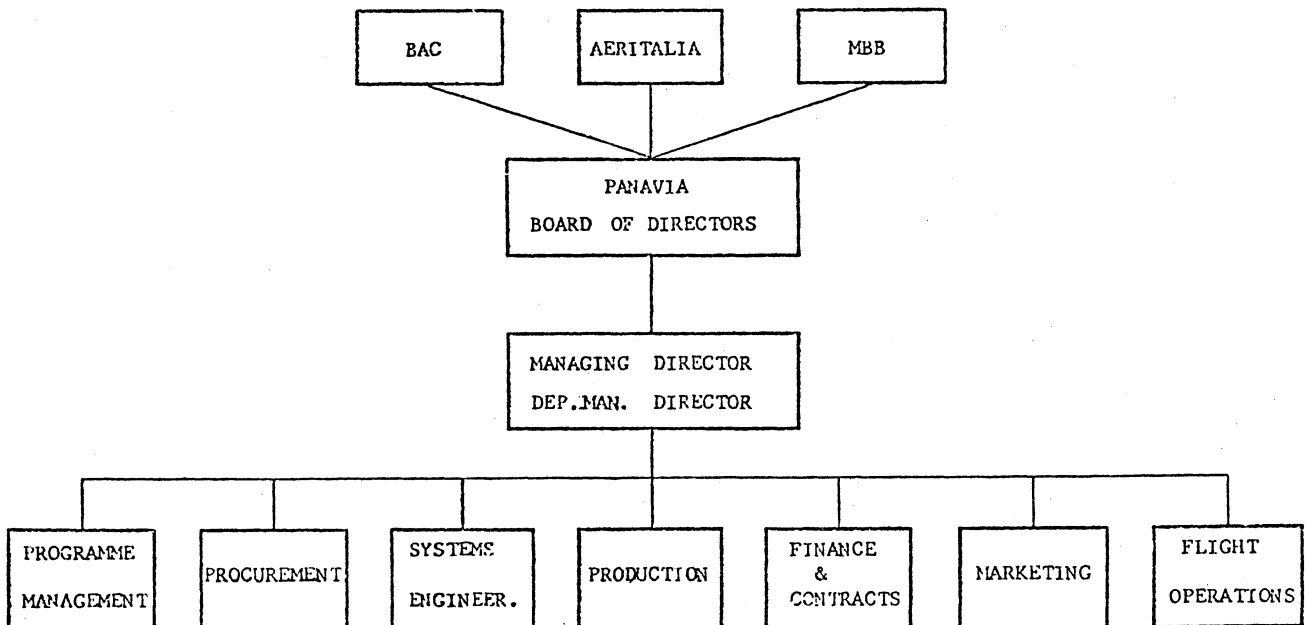 BAC
AERITALIA
MBB
PANAVIA
BOARD OF DIRECTORS
MANAGING DIRECTOR
DEP.MAN. DIRECTOR
PROGRAMME
MANAGEMENT
PROCUREMENT
SYSTEMS
ENGINEER.
PRODUCTION
FINANCE
&
CONTRACTS
MARKETING
FLIGHT
OPERATIONS